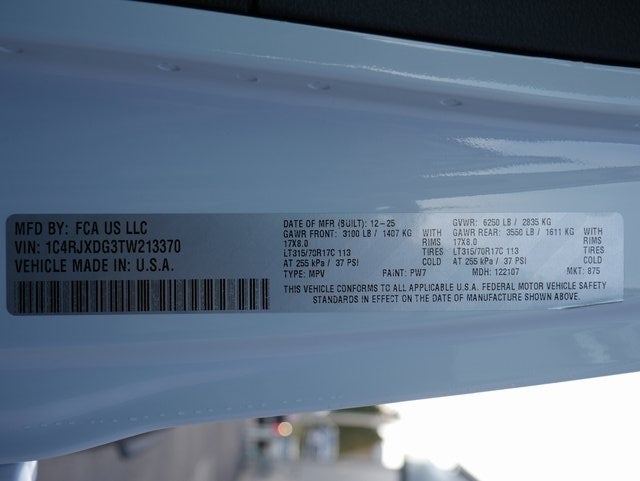 MFD BY: FCA US LLC
VIN: 1C4RJXDG3TW213370
VEHICLE MADE IN: U.S.A.
DATE OF MFR (BUILT): 12-25 GVWR: 6250 LB / 2835 KG
GAWR FRONT: 3100 LB / 1407 KG WITH GAWR REAR: 3550 LB / 1611 KG WITH
17X8.0 RIMS 17X8.0 RIMS
LT315/70R17C 113 TIRES LT315/70R17C 113 TIRES
AT 255 kPa / 37 PSI COLD AT 255 kPa / 37 PSI COLD
TYPE: MPV PAINT: PW7 MDH: 122107 MKT: 875
THIS VEHICLE CONFORMS TO ALL APPLICABLE U.S.A. FEDERAL MOTOR VEHICLE SAFETY
STANDARDS IN EFFECT ON THE DATE OF MANUFACTURE SHOWN ABOVE.